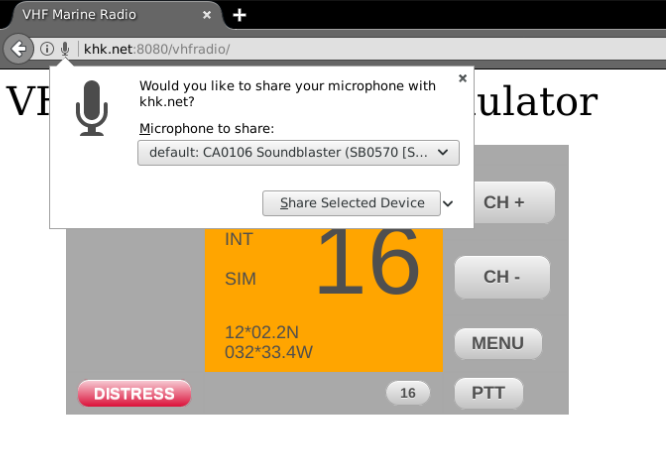 VHF Marine Radio
khk.net:8080/vhfradio/
Would you like to share your microphone with
khk.net?
Microphone to share:
default: CA0106 Soundblaster (SB0570 [S...
Share Selected Device
VH
ulator
CH +
INT
16
SIM
CH -
12*02.2N
032*33.4W
MENU
DISTRESS
16
PTT